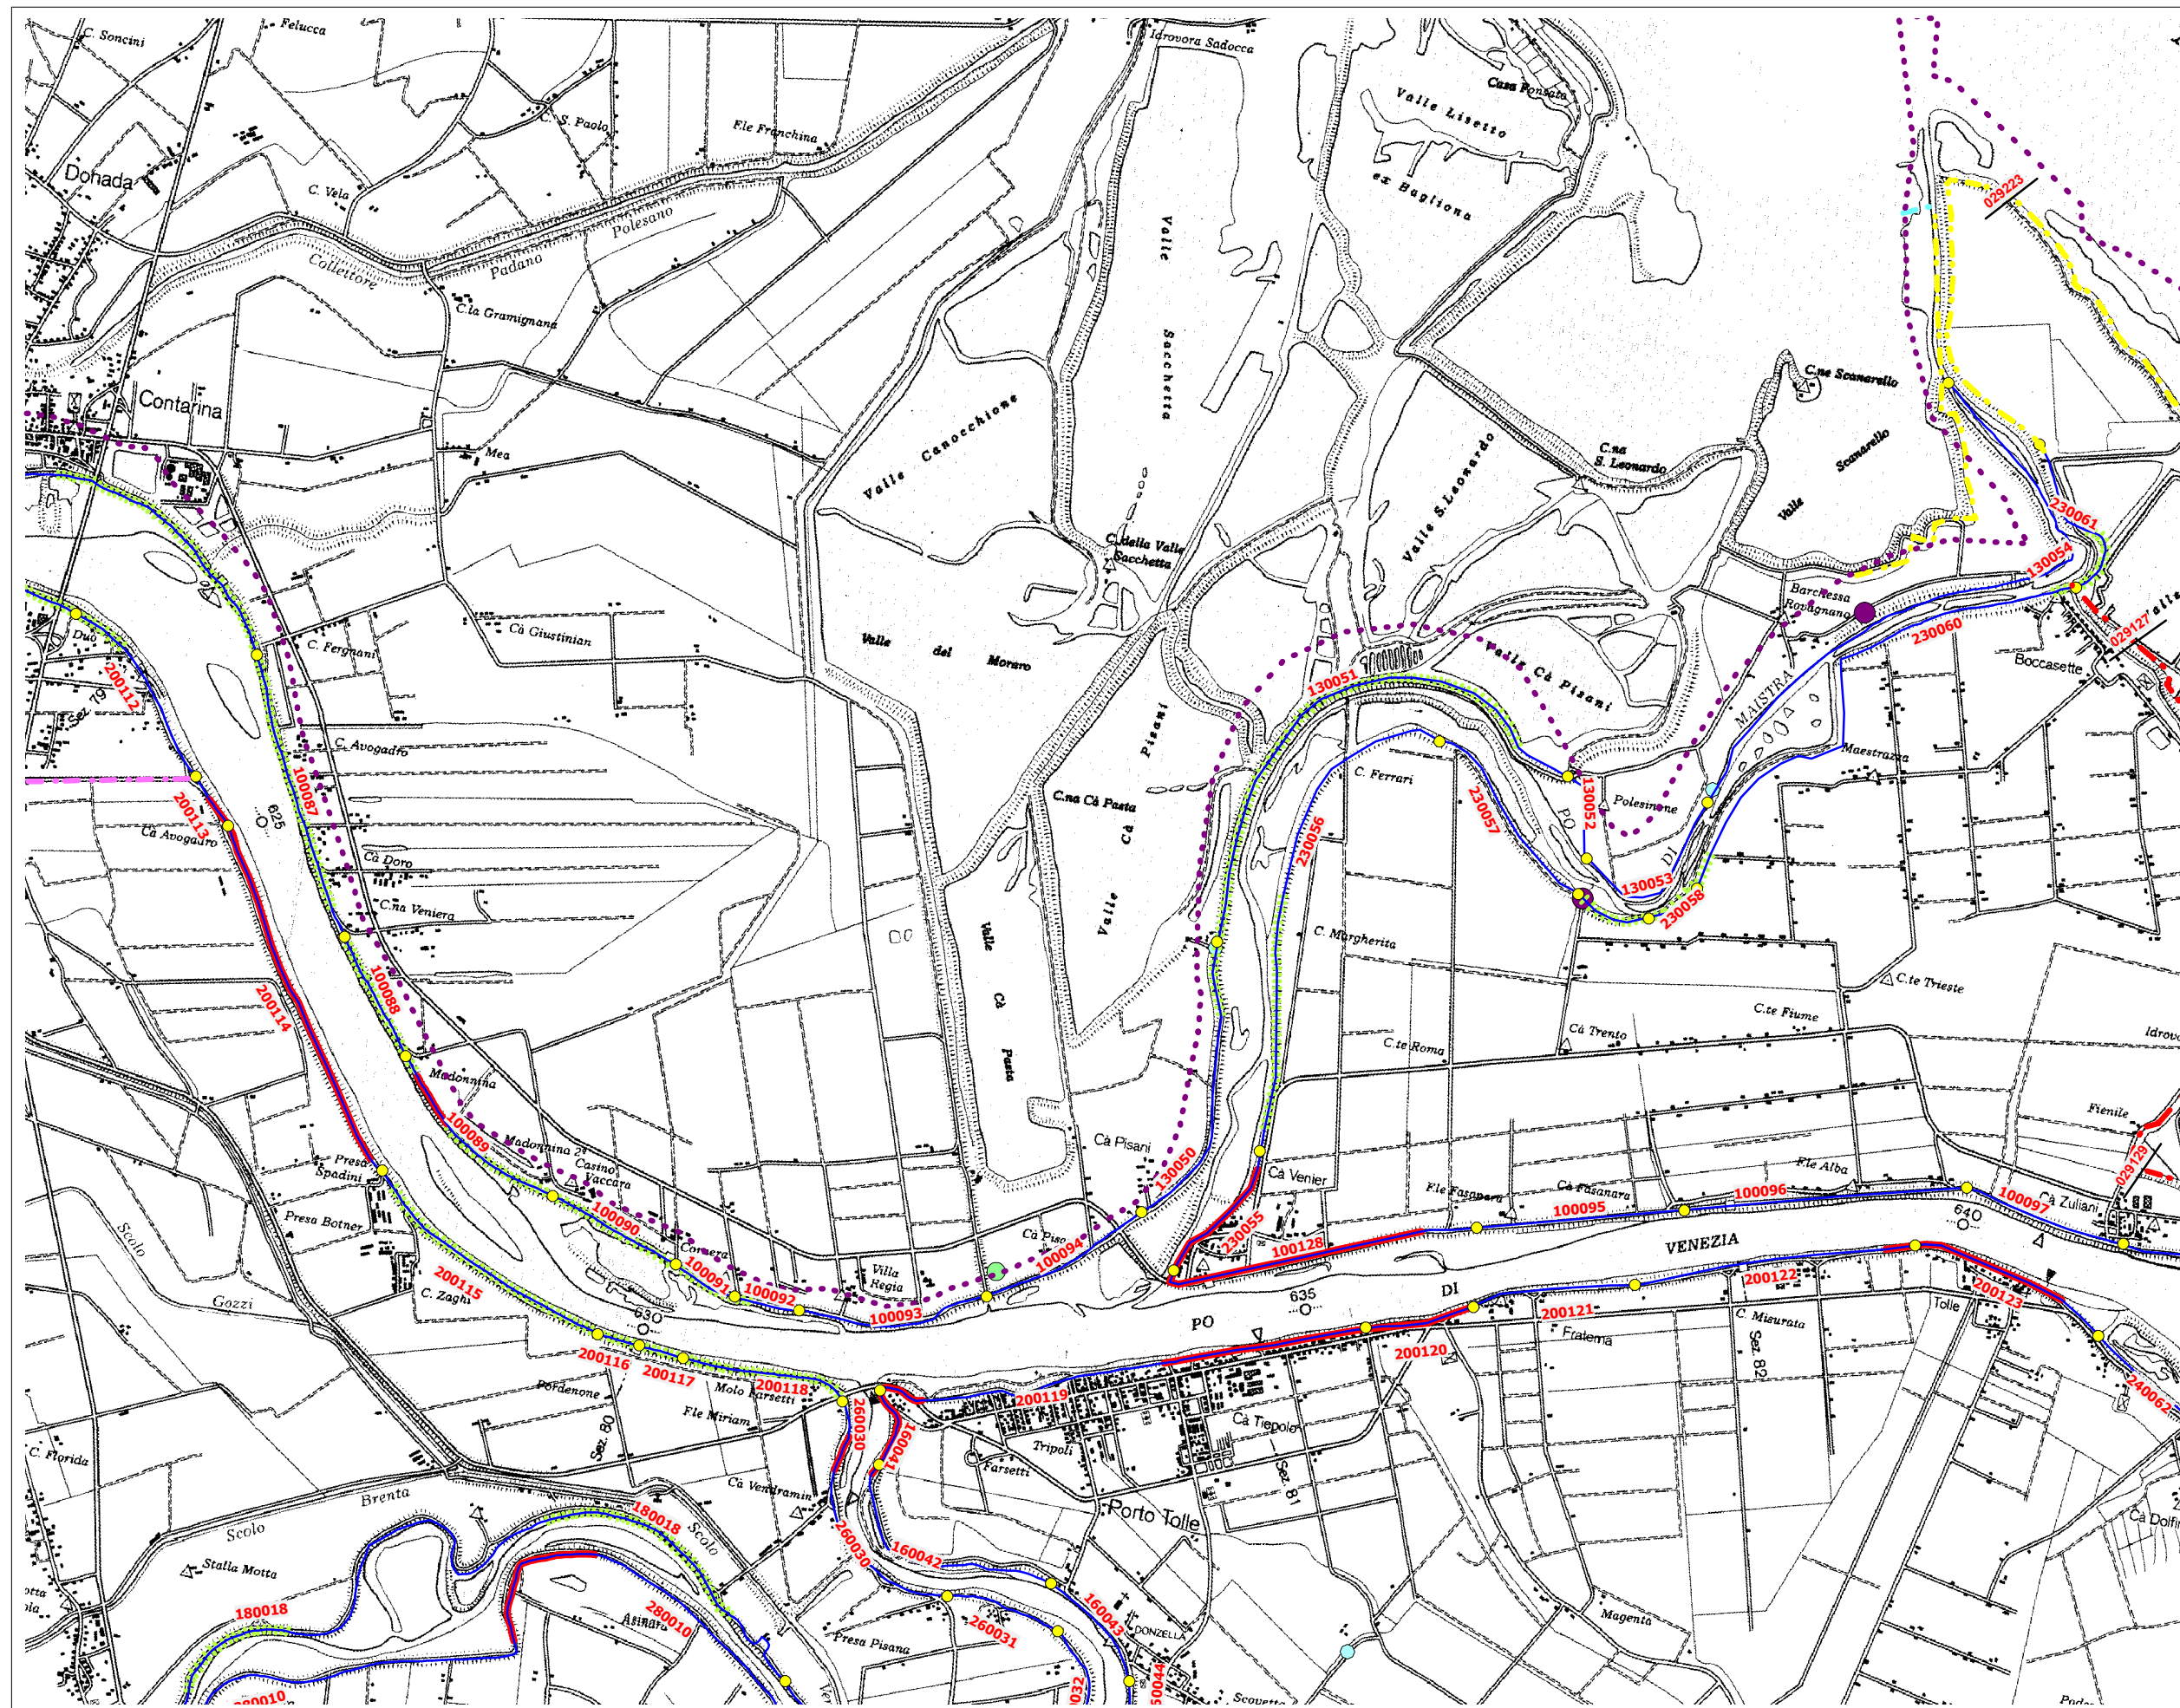 C. Soncini
Felucca
Idrovora Sadocca
C. S. Paolo
F.le Franchina
Casa Ponsata
Valle Lisetto
ex Bagliona
Donada
C. Vela
Collettore
Padano
Polesano
C.la Gramignana
Valle Sacchetta
029223
Contarina
Mea
Valle Canocchione
Valle S.Leonardo
C.na
S. Leonardo
C.ne Scanarello
Valle
Scanarello
C. della Valle
Sacchetta
230061
130054
Barchessa
Rovagnano
230060
029127
Valle
Boccasette
Duo
200112
Sez. 79
C. Fergnani
Cà Giustinian
Valle del Moraro
Valle Cà Pisani
130051
Valle Cà Pisani
MAISTRA
Maestrazza
C. Avogadro
100087
625
200113
Cà Avogadro
C.na Cà Pasta
C. Ferrari
230057
230056
PO
130052
Polesinone
DI
130053
230058
Cà Doro
C.na Veniera
Valle Cà Pasta
C. Margherita
C.te Trieste
100088
200114
C.te Roma
Cà Trento
C.te Fiume
Madonnina
100089
Madonnina 2ª
Casino
Vaccara
Cà Pisani
130050
Cà Venier
Fienile
029129
Presa
Spadini
Presa Botner
100090
Cornera
F.le Fasanara
Cà Fasanara
F.le Alba
100095
100096
100097
Cà Zuliani
640
Scolo
Gozzi
200115
C. Zaghi
100091
100092
Villa
Regia
100093
Cà Piso
100094
230055
100128
VENEZIA
DI
PO
635
630
200116
200117
200118
Molo Farsetti
Pordenone
F.le Miriam
Sez. 80
260030
160041
200119
200120
200121
200122
200123
Fraterna
C. Misurata
Tolle
Sez. 82
240062
Cà Tiepolo
Tripoli
Farsetti
Sez. 81
Porto Tolle
C. Florida
Scolo
Brenta
Cà Vendramin
Stalla Motta
180018
Scolo
260030
160042
160043
DONZELLA
Cà Dolfin
180018
280010
Asinara
Presa Pisana
260031
Magenta
280010